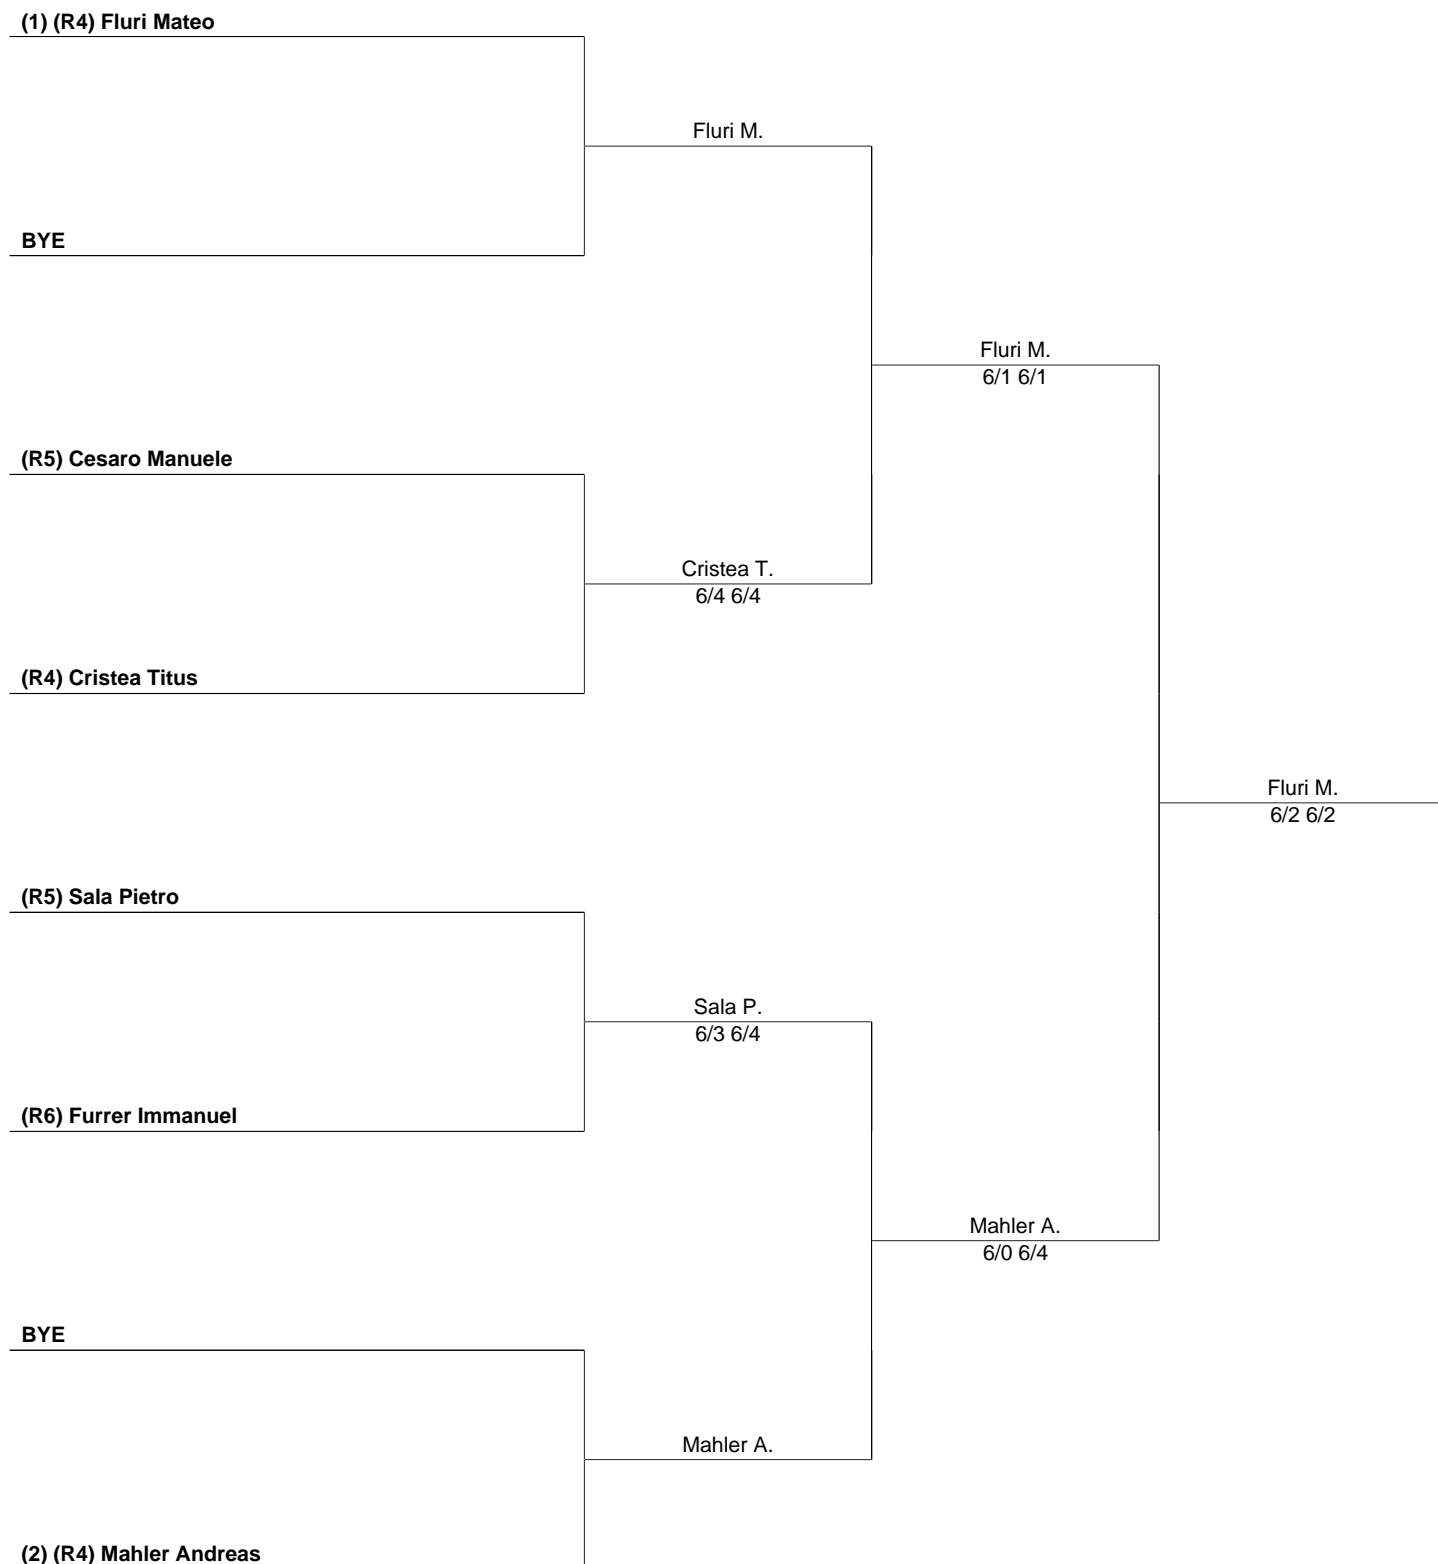 (1) (R4) Fluri Mateo
Fluri M.
BYE
Fluri M.
6/1 6/1
(R5) Cesaro Manuele
Cristea T.
6/4 6/4
(R4) Cristea Titus
Fluri M.
6/2 6/2
(R5) Sala Pietro
Sala P.
6/3 6/4
(R6) Furrer Immanuel
Mahler A.
6/0 6/4
BYE
Mahler A.
(2) (R4) Mahler Andreas